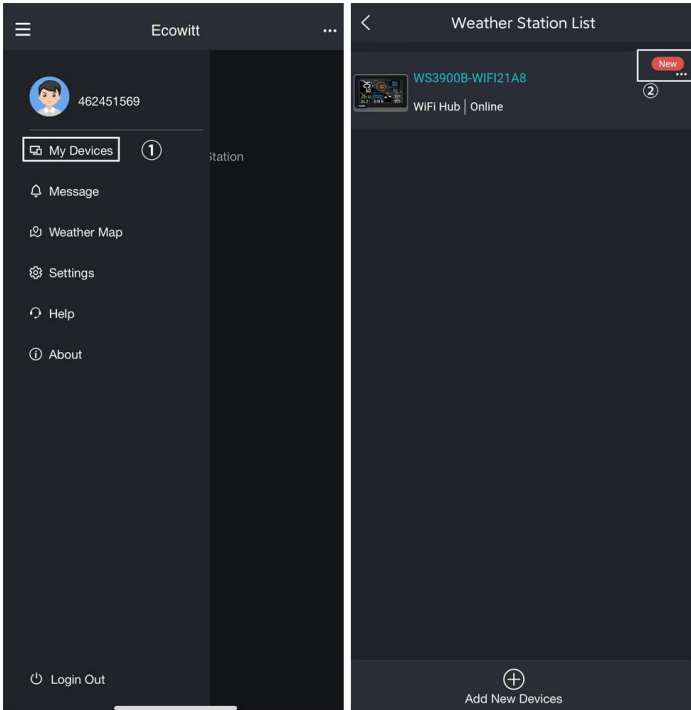 Ecowitt
...
462451569
My Devices
①
Station
Message
Weather Map
Settings
Help
About
Login Out
Weather Station List
New
...
WS3900B-WIFI21A8
②
WiFi Hub | Online
Add New Devices